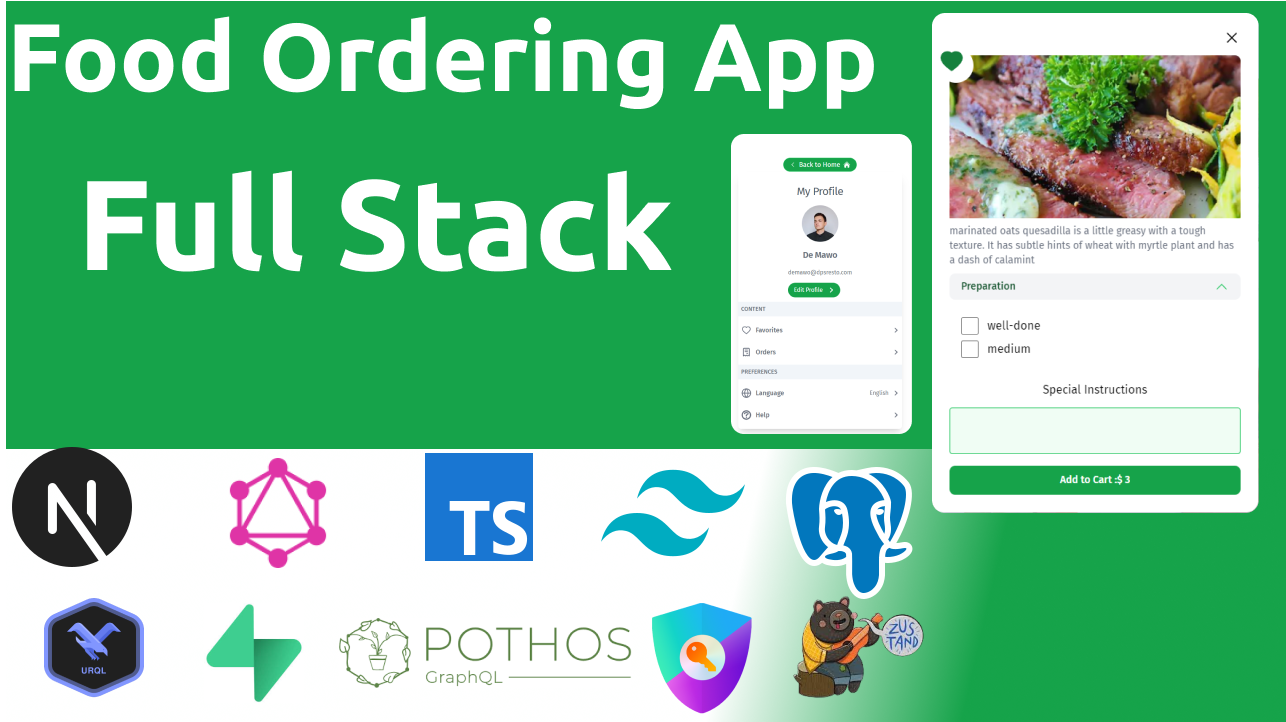 Food Ordering App
Full Stack
Back to Home
My Profile
De Mawo
demawo@dpsresto.com
Edit Profile
CONTENT
Favorites
Orders
PREFERENCES
Language English
Help
marinated oats quesadilla is a little greasy with a tough
texture. It has subtle hints of wheat with myrtle plant and has
a dash of calamint
Preparation
well-done
medium
Special Instructions
Add to Cart :$ 3
N
TS
URQL
POTHOS
GraphQL
ZUS
TAND